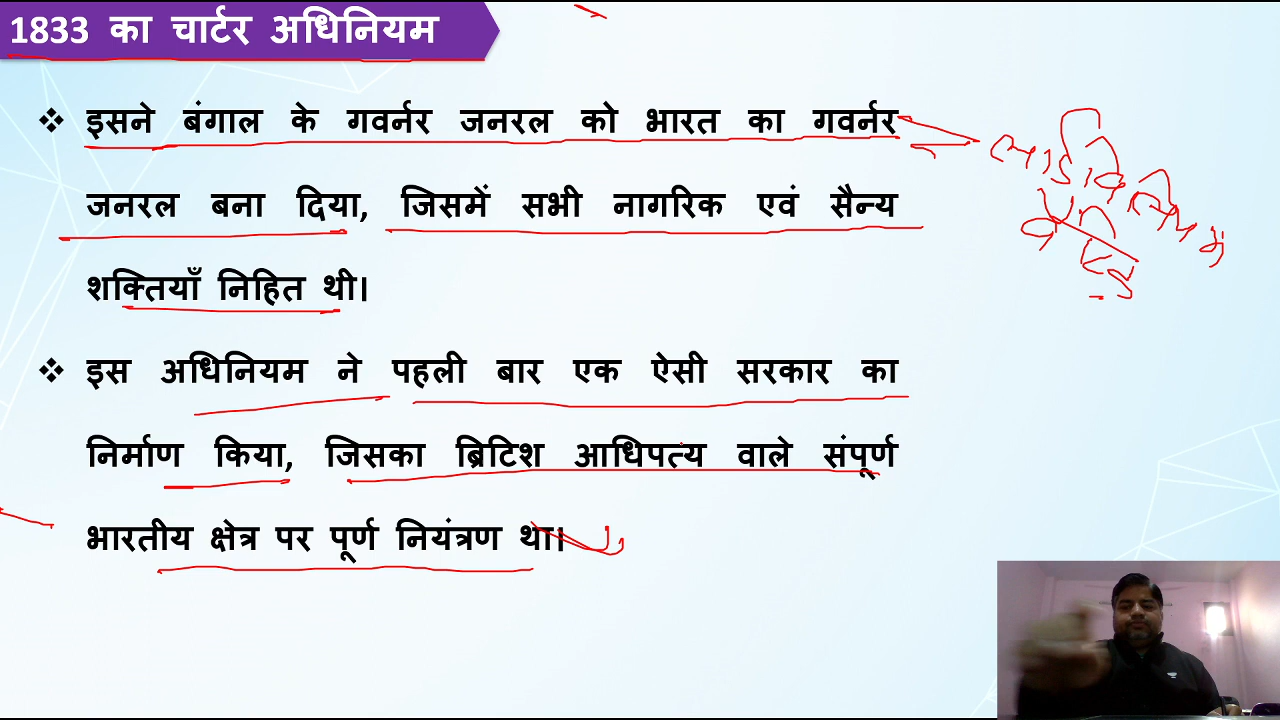 1833 का चार्टर अधिनियम
❖ इसने बंगाल के गवर्नर जनरल को भारत का गवर्नर
जनरल बना दिया, जिसमें सभी नागरिक एवं सैन्य
शक्तियाँ निहित थी।
❖ इस अधिनियम ने पहली बार एक ऐसी सरकार का
निर्माण किया, जिसका ब्रिटिश आधिपत्य वाले संपूर्ण
भारतीय क्षेत्र पर पूर्ण नियंत्रण था।